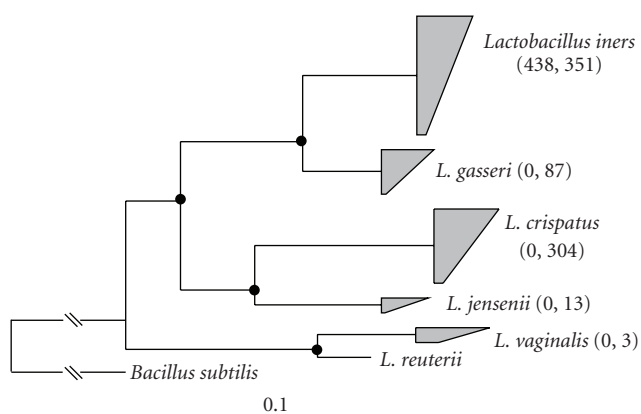 Lactobacillus iners
(438, 351)
L. gasseri (0, 87)
L. crispatus
(0, 304)
L. jensenii (0, 13)
L. vaginalis (0, 3)
L. reuterii
Bacillus subtilis
0.1